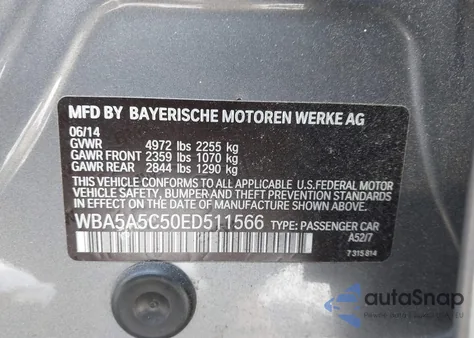 MFD BY BAYERISCHE MOTOREN WERKE AG
06/14
GVWR 4972 lbs 2255 kg
GAWR FRONT 2359 lbs 1070 kg
GAWR REAR 2844 lbs 1290 kg
THIS VEHICLE CONFORMS TO ALL APPLICABLE U.S.FEDERAL MOTOR
VEHICLE SAFETY, BUMPER AND THEFT PREVENTION STANDARDS
IN EFFECT ON THE DATE OF MANUFACTURE SHOWN ABOVE.
WBA5A5C50ED511566 TYPE: PASSENGER CAR
A52/7
7 315 814
autoSnap